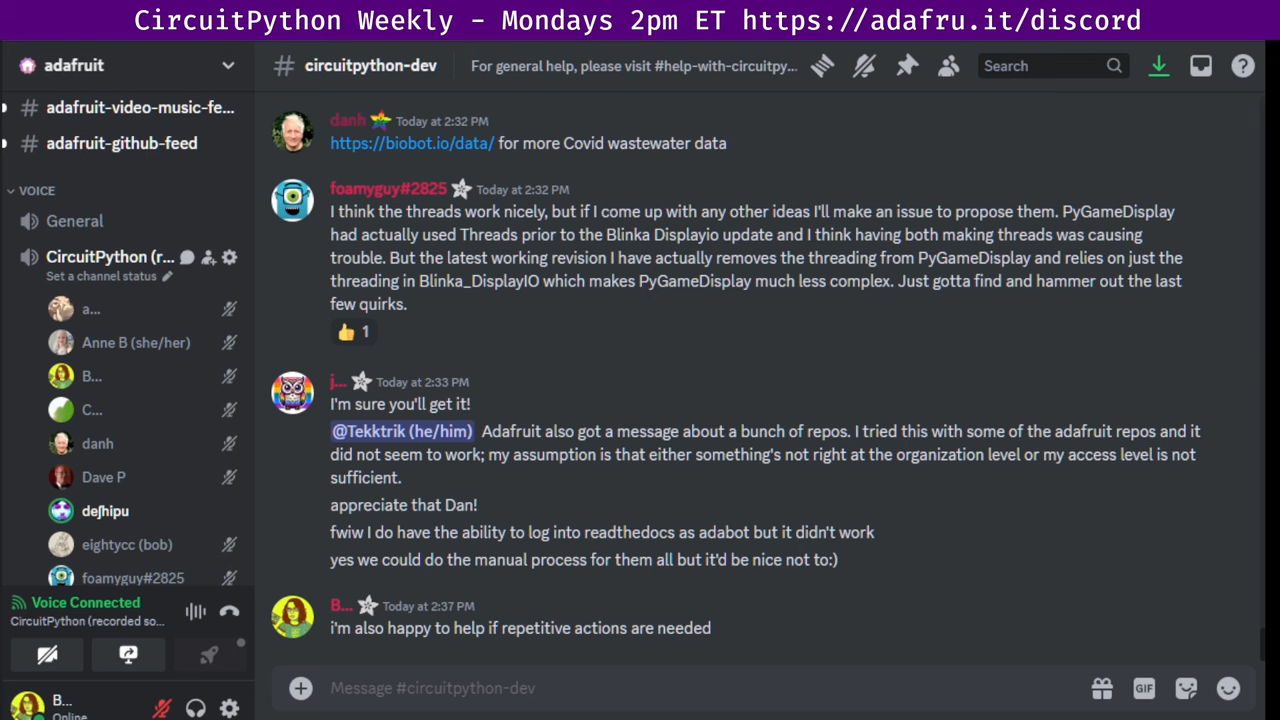 CircuitPython Weekly - Mondays 2pm ET https://adafru.it/discord
adafruit
# circuitpython-dev
For general help, please visit #help-with-circuitpy...
Search
# adafruit-video-music-fe...
# adafruit-github-feed
VOICE
General
CircuitPython (r...
Set a channel status
a...
Anne B (she/her)
B...
C...
danh
Dave P
deʃhipu
eightycc (bob)
foamyguy#2825
Voice Connected
CircuitPython (recorded so...
B...
Online
danh Today at 2:32 PM
https://biobot.io/data/ for more Covid wastewater data
foamyguy#2825 Today at 2:32 PM
I think the threads work nicely, but if I come up with any other ideas I'll make an issue to propose them. PyGameDisplay
had actually used Threads prior to the Blinka Displayio update and I think having both making threads was causing
trouble. But the latest working revision I have actually removes the threading from PyGameDisplay and relies on just the
threading in Blinka_DisplayIO which makes PyGameDisplay much less complex. Just gotta find and hammer out the last
few quirks.
👍 1
j... Today at 2:33 PM
I'm sure you'll get it!
@Tekktrik (he/him) Adafruit also got a message about a bunch of repos. I tried this with some of the adafruit repos and it
did not seem to work; my assumption is that either something's not right at the organization level or my access level is not
sufficient.
appreciate that Dan!
fwiw I do have the ability to log into readthedocs as adabot but it didn't work
yes we could do the manual process for them all but it'd be nice not to:)
B... Today at 2:37 PM
i'm also happy to help if repetitive actions are needed
Message #circuitpython-dev
GIF